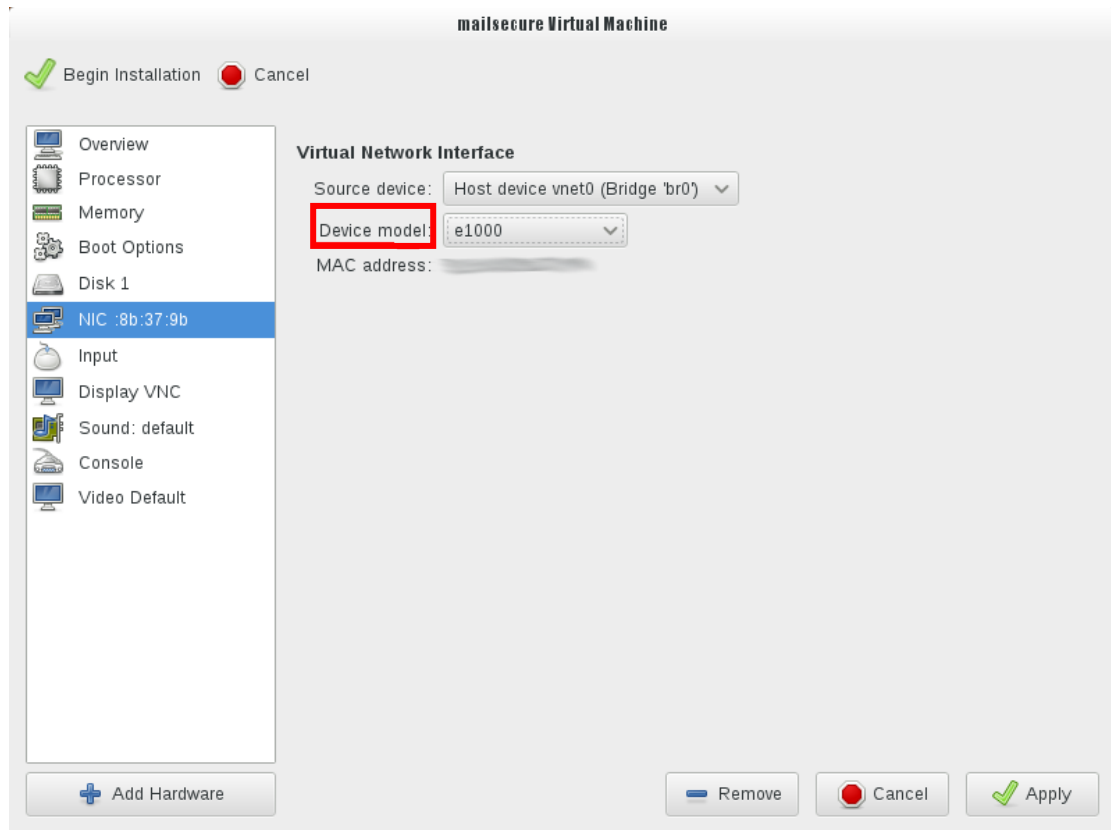 mailsecure Virtual Machine
Begin Installation Cancel
Overview
Processor
Memory
Boot Options
Disk 1
NIC :8b:37:9b
Input
Display VNC
Sound: default
Console
Video Default
Virtual Network Interface
Source device: Host device vnet0 (Bridge 'br0')
Device model: e1000
MAC address:
Add Hardware Remove Cancel Apply